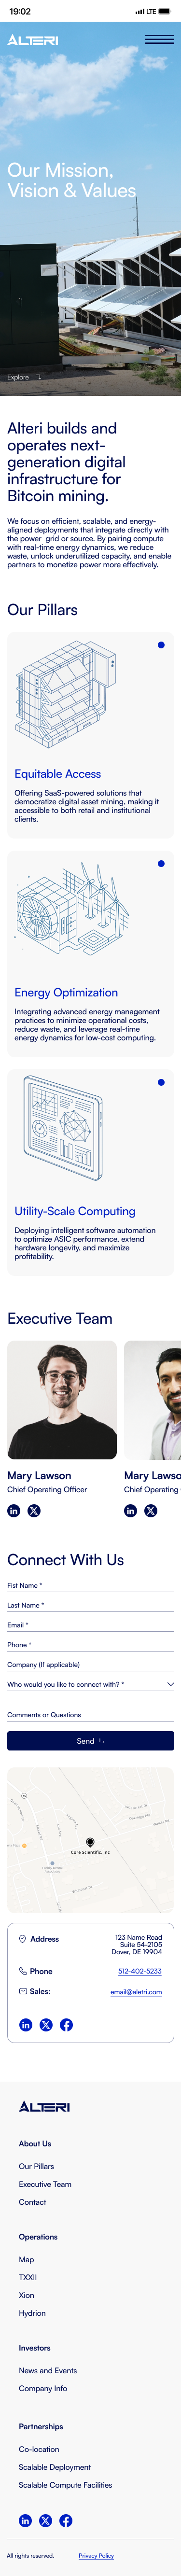 19:02
LTE
ALTERI
Our Mission,
Vision & Values
Explore
Alteri builds and
operates next-
generation digital
infrastructure for
Bitcoin mining.
We focus on efficient, scalable, and energy-
aligned deployments that integrate directly with
the power grid or source. By pairing compute
with real-time energy dynamics, we reduce
waste, unlock underutilized capacity, and enable
partners to monetize power more effectively.
Our Pillars
Equitable Access
Offering SaaS-powered solutions that
democratize digital asset mining, making it
accessible to both retail and institutional
clients.
Energy Optimization
Integrating advanced energy management
practices to minimize operational costs,
reduce waste, and leverage real-time
energy dynamics for low-cost computing.
Utility-Scale Computing
Deploying intelligent software automation
to optimize ASIC performance, extend
hardware longevity, and maximize
profitability.
Executive Team
Mary Lawson
Chief Operating Officer
Mary Lawso
Chief Operating
Connect With Us
Fist Name *
Last Name *
Email *
Phone *
Company (If applicable)
Who would you like to connect with? *
Comments or Questions
Send
Core Scientific, Inc
Address
123 Name Road
Suite 54-2105
Dover, DE 19904
Phone
512-402-5233
Sales:
email@aletri.com
ALTERI
About Us
Our Pillars
Executive Team
Contact
Operations
Map
TXXII
Xion
Hydrion
Investors
News and Events
Company Info
Partnerships
Co-location
Scalable Deployment
Scalable Compute Facilities
All rights reserved.
Privacy Policy